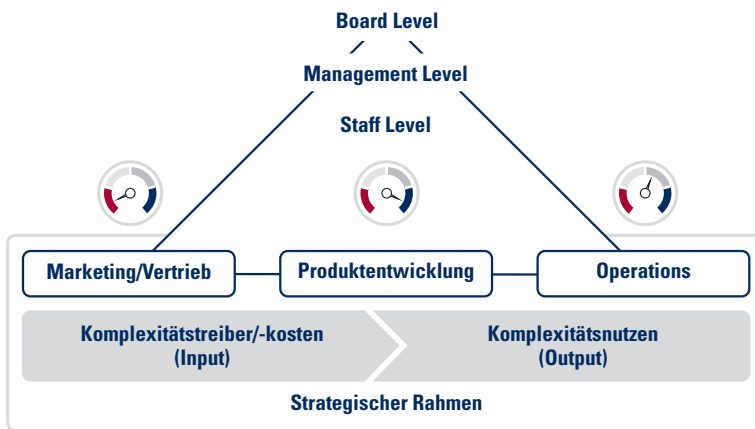 Board Level
Management Level
Staff Level
Marketing/Vertrieb
Produktentwicklung
Operations
Komplexitätstreiber/-kosten
(Input)
Komplexitätsnutzen
(Output)
Strategischer Rahmen